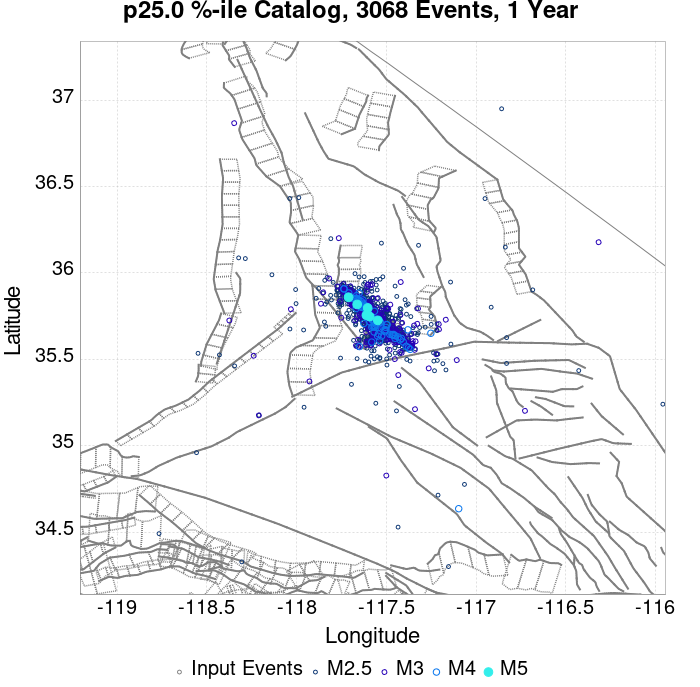 p25.0 %-ile Catalog, 3068 Events, 1 Year
37
36.5
36
35.5
35
34.5
Latitude
-119 -118.5 -118 -117.5 -117 -116.5 -116
Longitude
Input Events M2.5 M3 M4 M5